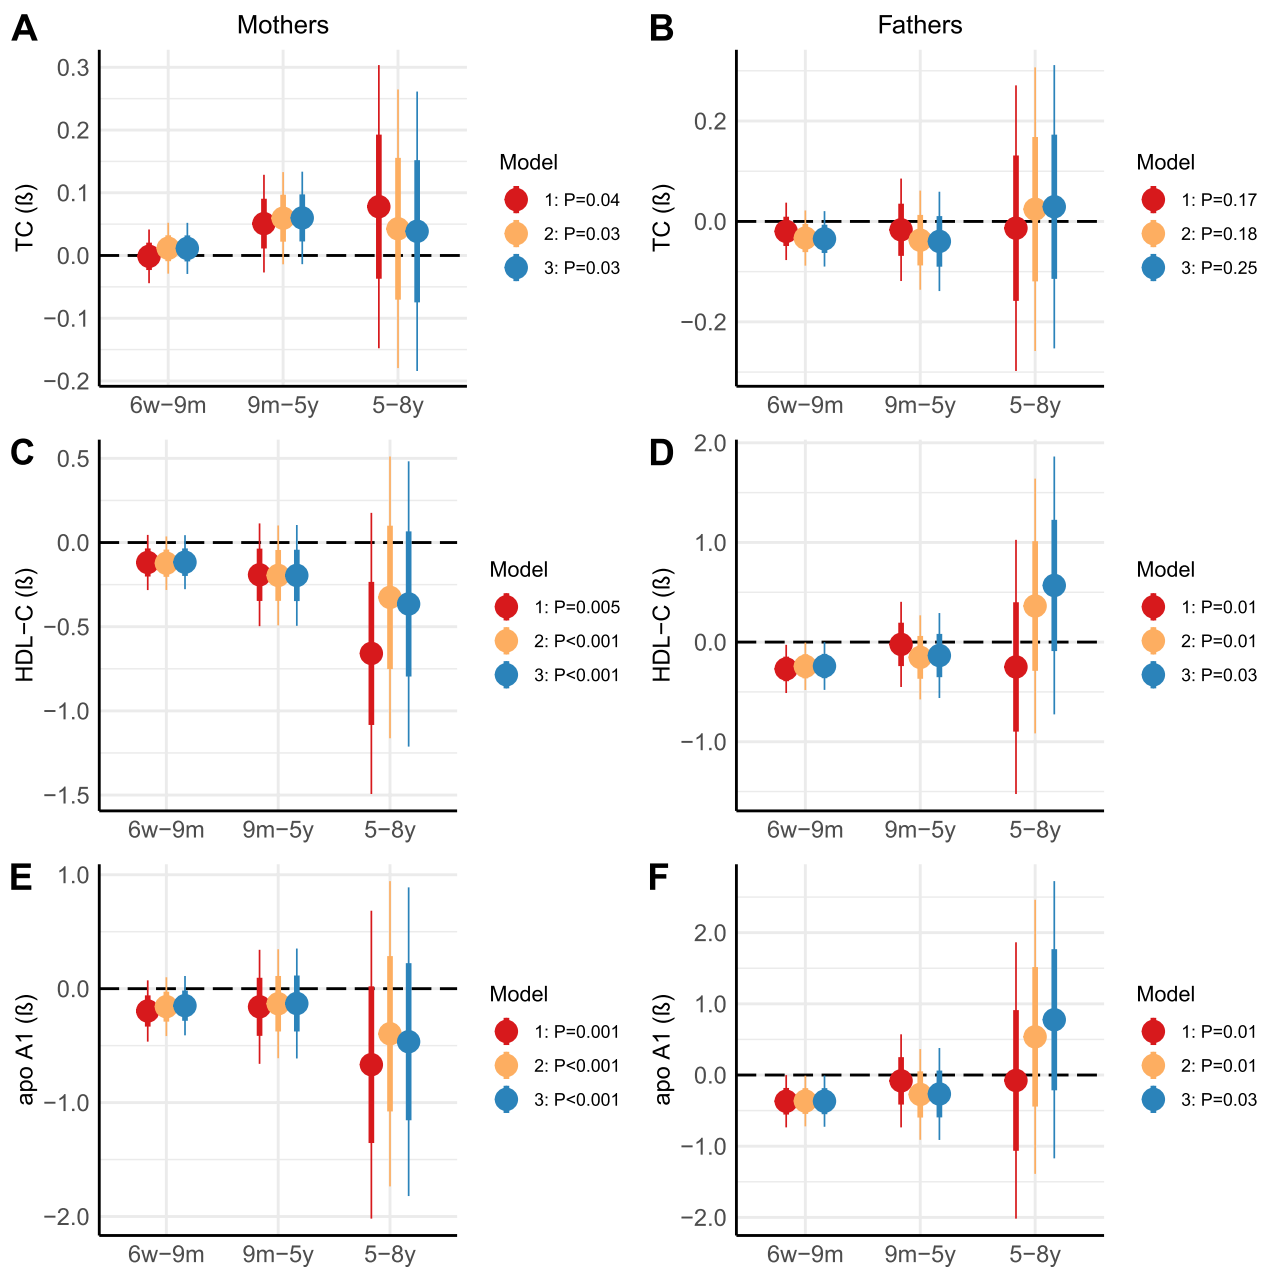 A Mothers
TC (ß)
0.3
0.2
0.1
0.0
−0.1
−0.2
6w−9m 9m−5y 5−8y
Model
1: P=0.04
2: P=0.03
3: P=0.03
B Fathers
TC (ß)
0.2
0.0
−0.2
6w−9m 9m−5y 5−8y
Model
1: P=0.17
2: P=0.18
3: P=0.25
C
HDL−C (ß)
0.5
0.0
−0.5
−1.0
−1.5
6w−9m 9m−5y 5−8y
Model
1: P=0.005
2: P<0.001
3: P<0.001
D
HDL−C (ß)
2.0
1.0
0.0
−1.0
6w−9m 9m−5y 5−8y
Model
1: P=0.01
2: P=0.01
3: P=0.03
E
apo A1 (ß)
1.0
0.0
−1.0
−2.0
6w−9m 9m−5y 5−8y
Model
1: P=0.001
2: P<0.001
3: P<0.001
F
apo A1 (ß)
2.0
1.0
0.0
−1.0
−2.0
6w−9m 9m−5y 5−8y
Model
1: P=0.01
2: P=0.01
3: P=0.03